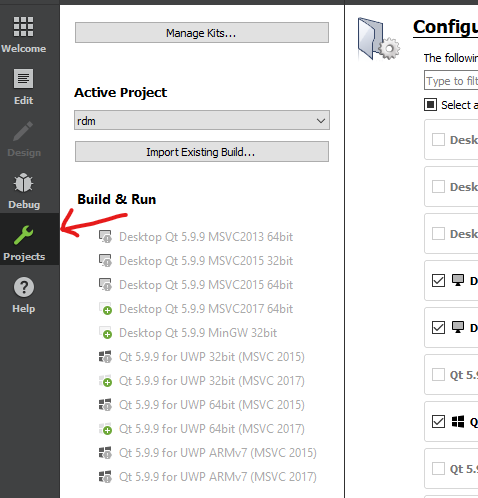 Welcome
Edit
Design
Debug
Projects
Help
Manage Kits...
Active Project
rdm
Import Existing Build...
Build & Run
Desktop Qt 5.9.9 MSVC2013 64bit
Desktop Qt 5.9.9 MSVC2015 32bit
Desktop Qt 5.9.9 MSVC2015 64bit
Desktop Qt 5.9.9 MSVC2017 64bit
Desktop Qt 5.9.9 MinGW 32bit
Qt 5.9.9 for UWP 32bit (MSVC 2015)
Qt 5.9.9 for UWP 32bit (MSVC 2017)
Qt 5.9.9 for UWP 64bit (MSVC 2015)
Qt 5.9.9 for UWP 64bit (MSVC 2017)
Qt 5.9.9 for UWP ARMv7 (MSVC 2015)
Qt 5.9.9 for UWP ARMv7 (MSVC 2017)
Configu
The followin
Type to filt
Select a
Desk
Desk
Desk
D
D
Qt 5.9
Q
Qt 5.9